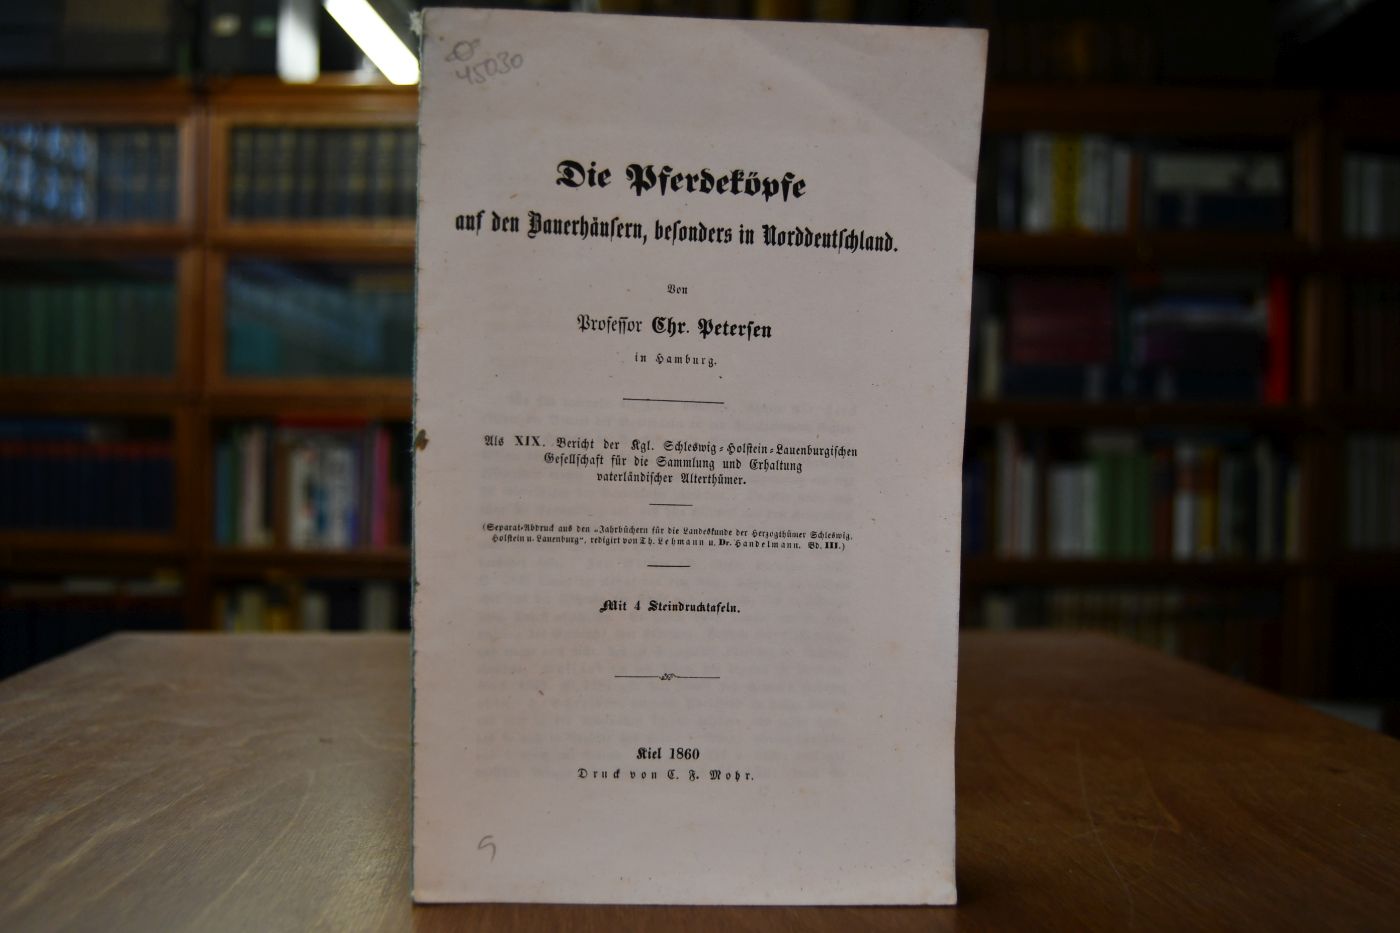 45030
Die Pferdeköpfe
auf den Bauerhäusern, besonders in Norddeutschland.
Von
Professor Chr. Petersen
in Hamburg.
Als XIX. Bericht der Kgl. Schleswig-Holstein-Lauenburgischen
Gesellschaft für die Sammlung und Erhaltung
vaterländischer Alterthümer.
(Separat-Abdruck aus den „Jahrbüchern für die Landeskunde der Herzogthümer Schleswig,
Holstein u. Lauenburg“, redigirt von Th. Lehmann u. Dr. Handelmann. Bd. III.)
Mit 4 Steindrucktafeln.
Kiel 1860
Druck von C. F. Mohr.